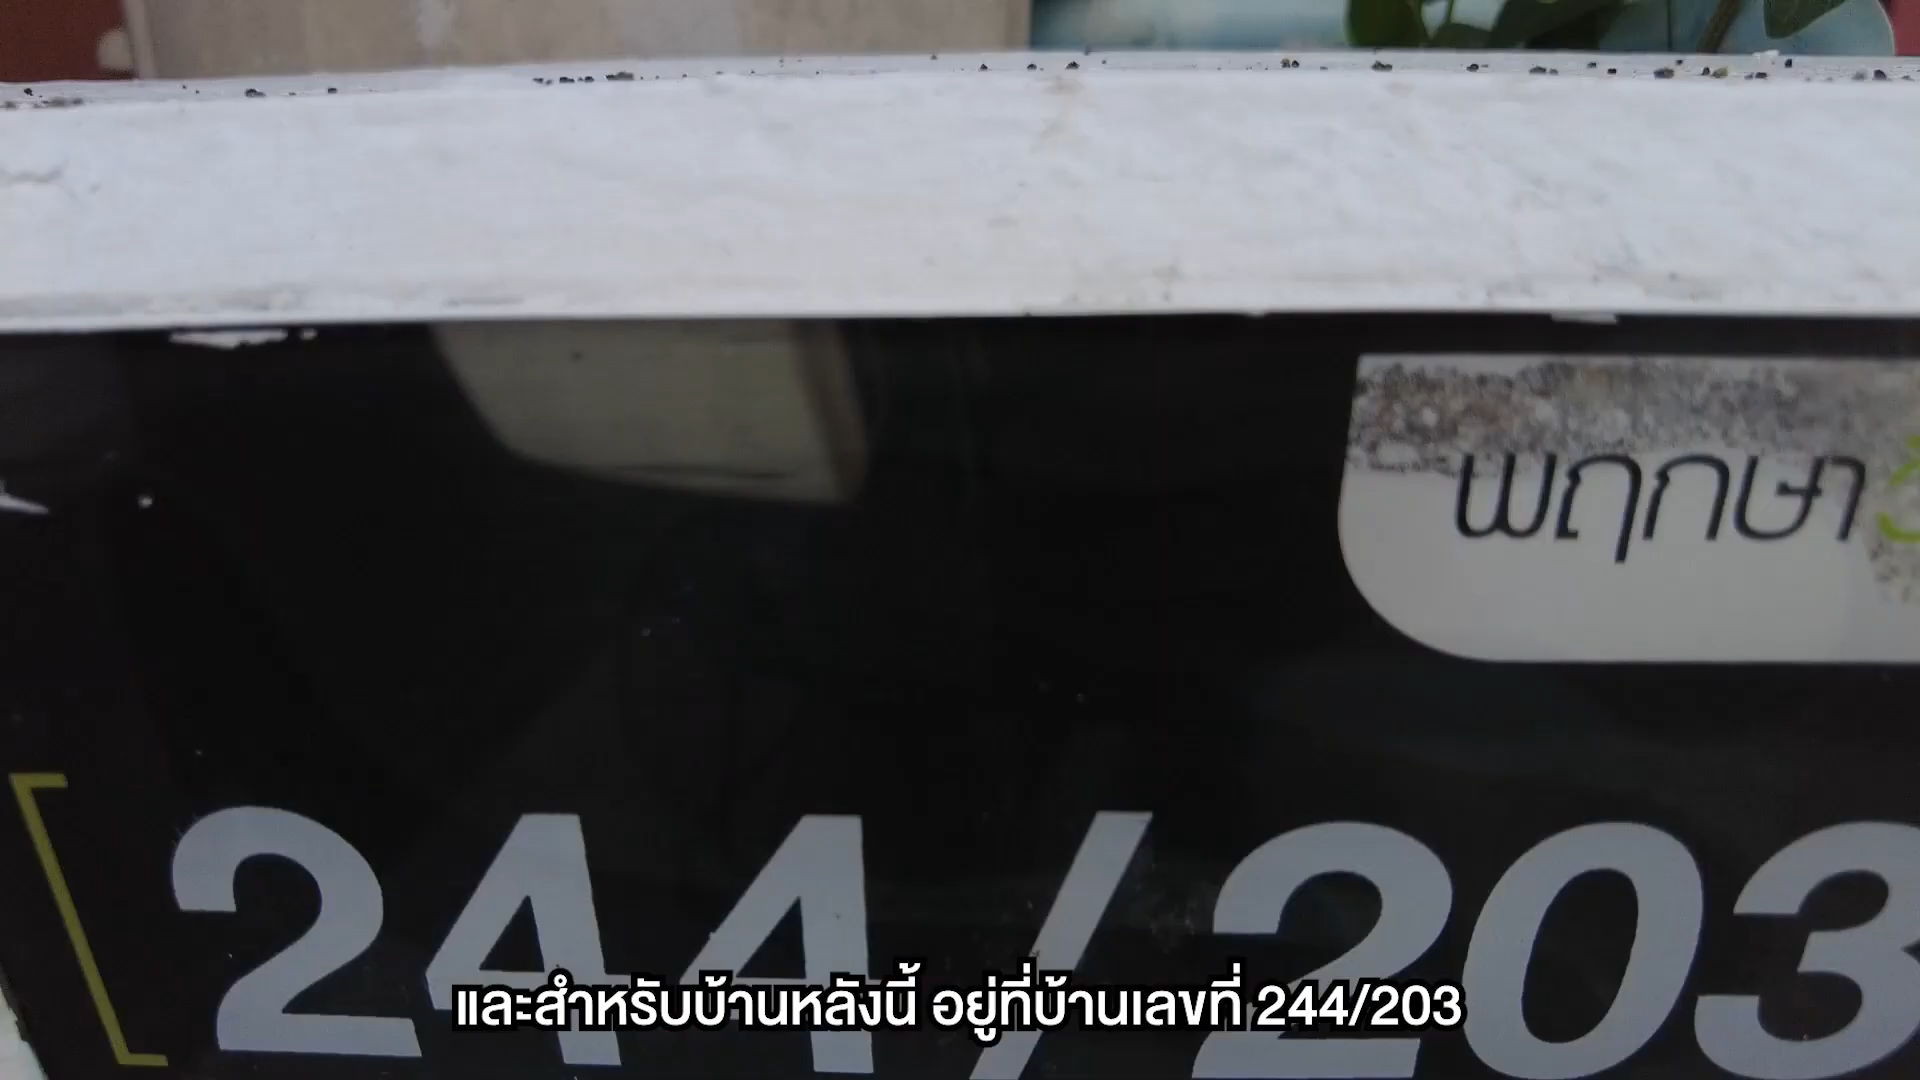 พฤกษา
244/203
และสำหรับบ้านหลังนี้ อยู่ที่บ้านเลขที่ 244/203